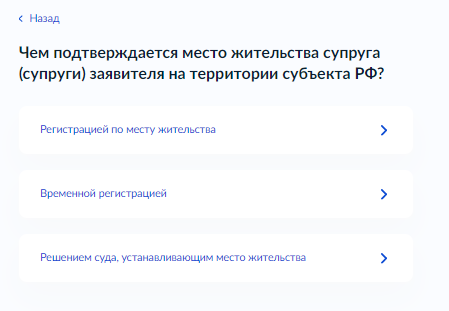 Назад
Чем подтверждается место жительства супруга
(супруги) заявителя на территории субъекта РФ?
Регистрацией по месту жительства
Временной регистрацией
Решением суда, устанавливающим место жительства